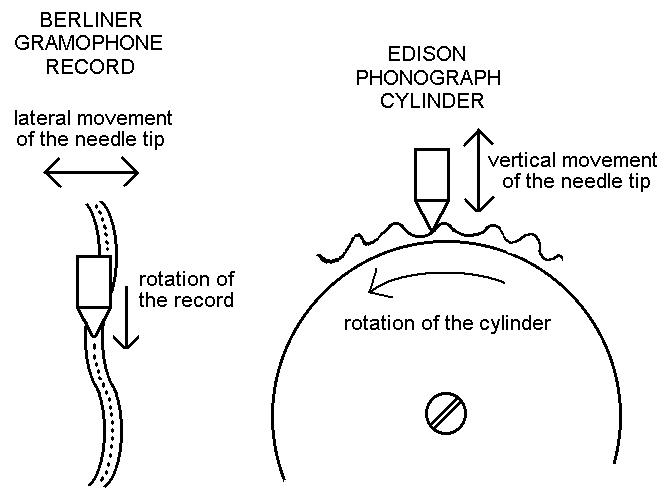 BERLINER
GRAMOPHONE
RECORD
lateral movement
of the needle tip
rotation of
the record
EDISON
PHONOGRAPH
CYLINDER
vertical movement
of the needle tip
rotation of the cylinder